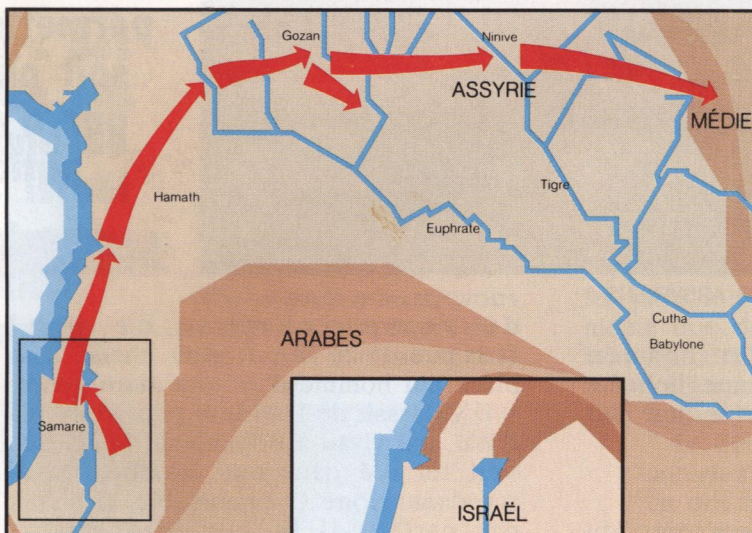 Gozan
Ninive
ASSYRIE
MÉDIE
Hamath
Tigre
Euphrate
Cutha
ARABES
Babylone
Samarie
ISRAËL